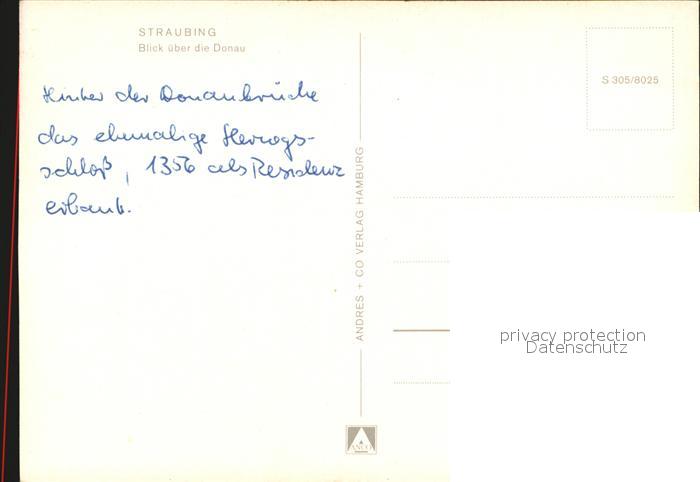 STRAUBING
Blick über die Donau
Hinter der Donaubrücke
das ehemalige Herzogs-
schloß, 1356 als Residenz
erbaut.
ANDRES + CO VERLAG HAMBURG
ANCO
S 305/8025
privacy protection
Datenschutz